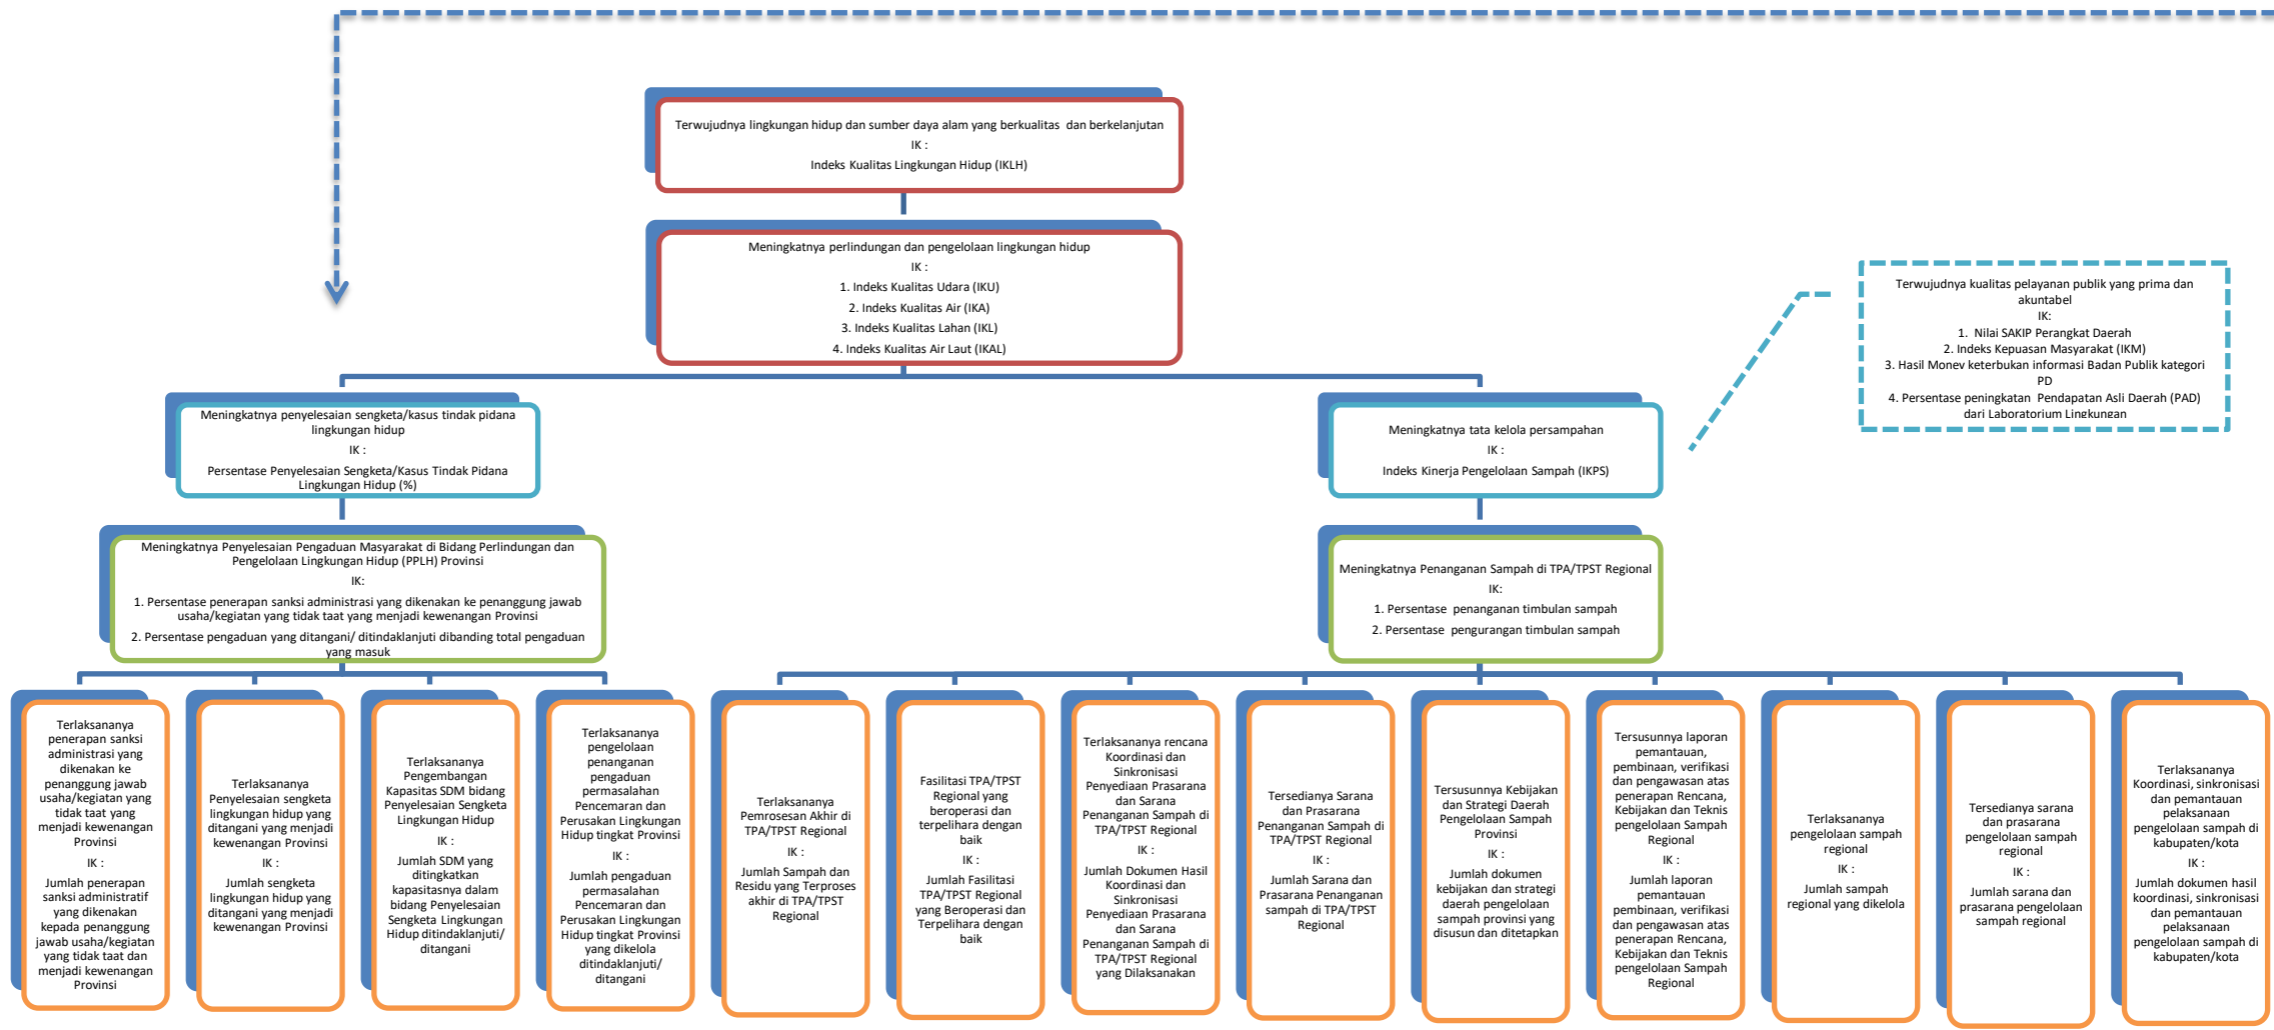 Terwujudnya lingkungan hidup dan sumber daya alam yang berkualitas  dan berkelanjutan
IK :
Indeks Kualitas Lingkungan Hidup (IKLH)
Meningkatnya perlindungan dan pengelolaan lingkungan hidup
IK :
1. Indeks Kualitas Udara (IKU)
2. Indeks Kualitas Air (IKA)
3. Indeks Kualitas Lahan (IKL)
4. Indeks Kualitas Air Laut (IKAL)
Terwujudnya kualitas pelayanan publik yang prima dan
akuntabel
IK:
1.  Nilai SAKIP Perangkat Daerah
2. Indeks Kepuasan Masyarakat (IKM)
3. Hasil Monev keterbukan informasi Badan Publik kategori
PD
4. Persentase peningkatan  Pendapatan Asli Daerah (PAD)
dari Laboratorium Lingkungan
Meningkatnya penyelesaian sengketa/kasus tindak pidana
lingkungan hidup
IK :
Persentase Penyelesaian Sengketa/Kasus Tindak Pidana
Lingkungan Hidup (%)
Meningkatnya tata kelola persampahan
IK :
Indeks Kinerja Pengelolaan Sampah (IKPS)
Meningkatnya Penyelesaian Pengaduan Masyarakat di Bidang Perlindungan dan
Pengelolaan Lingkungan Hidup (PPLH) Provinsi
IK:
1. Persentase penerapan sanksi administrasi yang dikenakan ke penanggung jawab
usaha/kegiatan yang tidak taat yang menjadi kewenangan Provinsi
2. Persentase pengaduan yang ditangani/ ditindaklanjuti dibanding total pengaduan
yang masuk
Meningkatnya Penanganan Sampah di TPA/TPST Regional
IK:
1. Persentase  penanganan timbulan sampah
2. Persentase  pengurangan timbulan sampah
Terlaksananya
penerapan sanksi
administrasi yang
dikenakan ke
penanggung jawab
usaha/kegiatan yang
tidak taat yang
menjadi kewenangan
Provinsi
IK :
Jumlah penerapan
sanksi administratif
yang dikenakan
kepada penanggung
jawab usaha/kegiatan
yang tidak taat dan
menjadi kewenangan
Provinsi
Terlaksananya
Penyelesaian sengketa
lingkungan hidup yang
ditangani yang menjadi
kewenangan Provinsi
IK :
Jumlah sengketa
lingkungan hidup yang
ditangani yang menjadi
kewenangan Provinsi
Terlaksananya
Pengembangan
Kapasitas SDM bidang
Penyelesaian Sengketa
Lingkungan Hidup
IK :
Jumlah SDM yang
ditingkatkan
kapasitasnya dalam
bidang Penyelesaian
Sengketa Lingkungan
Hidup ditindaklanjuti/
ditangani
Terlaksananya
pengelolaan
penanganan
pengaduan
permasalahan
Pencemaran dan
Perusakan Lingkungan
Hidup tingkat Provinsi
IK :
Jumlah pengaduan
permasalahan
Pencemaran dan
Perusakan Lingkungan
Hidup tingkat Provinsi
yang dikelola
ditindaklanjuti/
ditangani
Terlaksananya
Pemrosesan Akhir di
TPA/TPST Regional
IK :
Jumlah Sampah dan
Residu yang Terproses
akhir di TPA/TPST
Regional
Fasilitasi TPA/TPST
Regional yang
beroperasi dan
terpelihara dengan
baik
IK :
Jumlah Fasilitasi
TPA/TPST Regional
yang Beroperasi dan
Terpelihara dengan
baik
Terlaksananya rencana
Koordinasi dan
Sinkronisasi
Penyediaan Prasarana
dan Sarana
Penanganan Sampah di
TPA/TPST Regional
IK :
Jumlah Dokumen Hasil
Koordinasi dan
Sinkronisasi
Penyediaan Prasarana
dan Sarana
Penanganan Sampah di
TPA/TPST Regional
yang Dilaksanakan
Tersedianya Sarana
dan Prasarana
Penanganan Sampah di
TPA/TPST Regional
IK :
Jumlah Sarana dan
Prasarana Penanganan
sampah di TPA/TPST
Regional
Tersusunnya Kebijakan
dan Strategi Daerah
Pengelolaan Sampah
Provinsi
IK :
Jumlah dokumen
kebijakan dan strategi
daerah pengelolaan
sampah provinsi yang
disusun dan ditetapkan
Tersusunnya laporan
pemantauan,
pembinaan, verifikasi
dan pengawasan atas
penerapan Rencana,
Kebijakan dan Teknis
pengelolaan Sampah
Regional
IK :
Jumlah laporan
pemantauan
pembinaan, verifikasi
dan pengawasan atas
penerapan Rencana,
Kebijakan dan Teknis
pengelolaan Sampah
Regional
Terlaksananya
pengelolaan sampah
regional
IK :
Jumlah sampah
regional yang dikelola
Tersedianya sarana
dan prasarana
pengelolaan sampah
regional
IK :
Jumlah sarana dan
prasarana pengelolaan
sampah regional
Terlaksananya
Koordinasi, sinkronisasi
dan pemantauan
pelaksanaan
pengelolaan sampah di
kabupaten/kota
IK :
Jumlah dokumen hasil
koordinasi, sinkronisasi
dan pemantauan
pelaksanaan
pengelolaan sampah di
kabupaten/kota